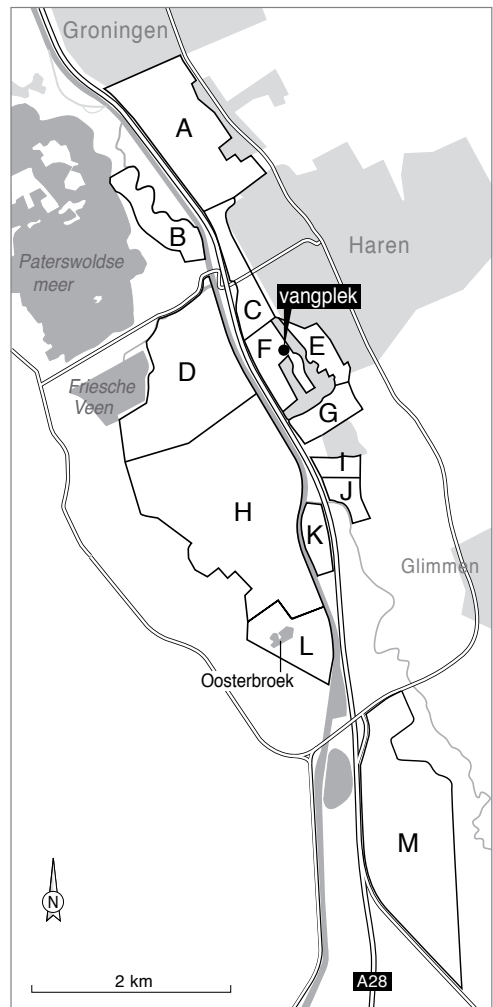 Groningen
A
B
Haren
Paterswoldse
meer
vangplek
C
F
E
D
Friesche
Veen
G
I
J
H
K
Glimmen
L
Oosterbroek
M
N
2 km
A28